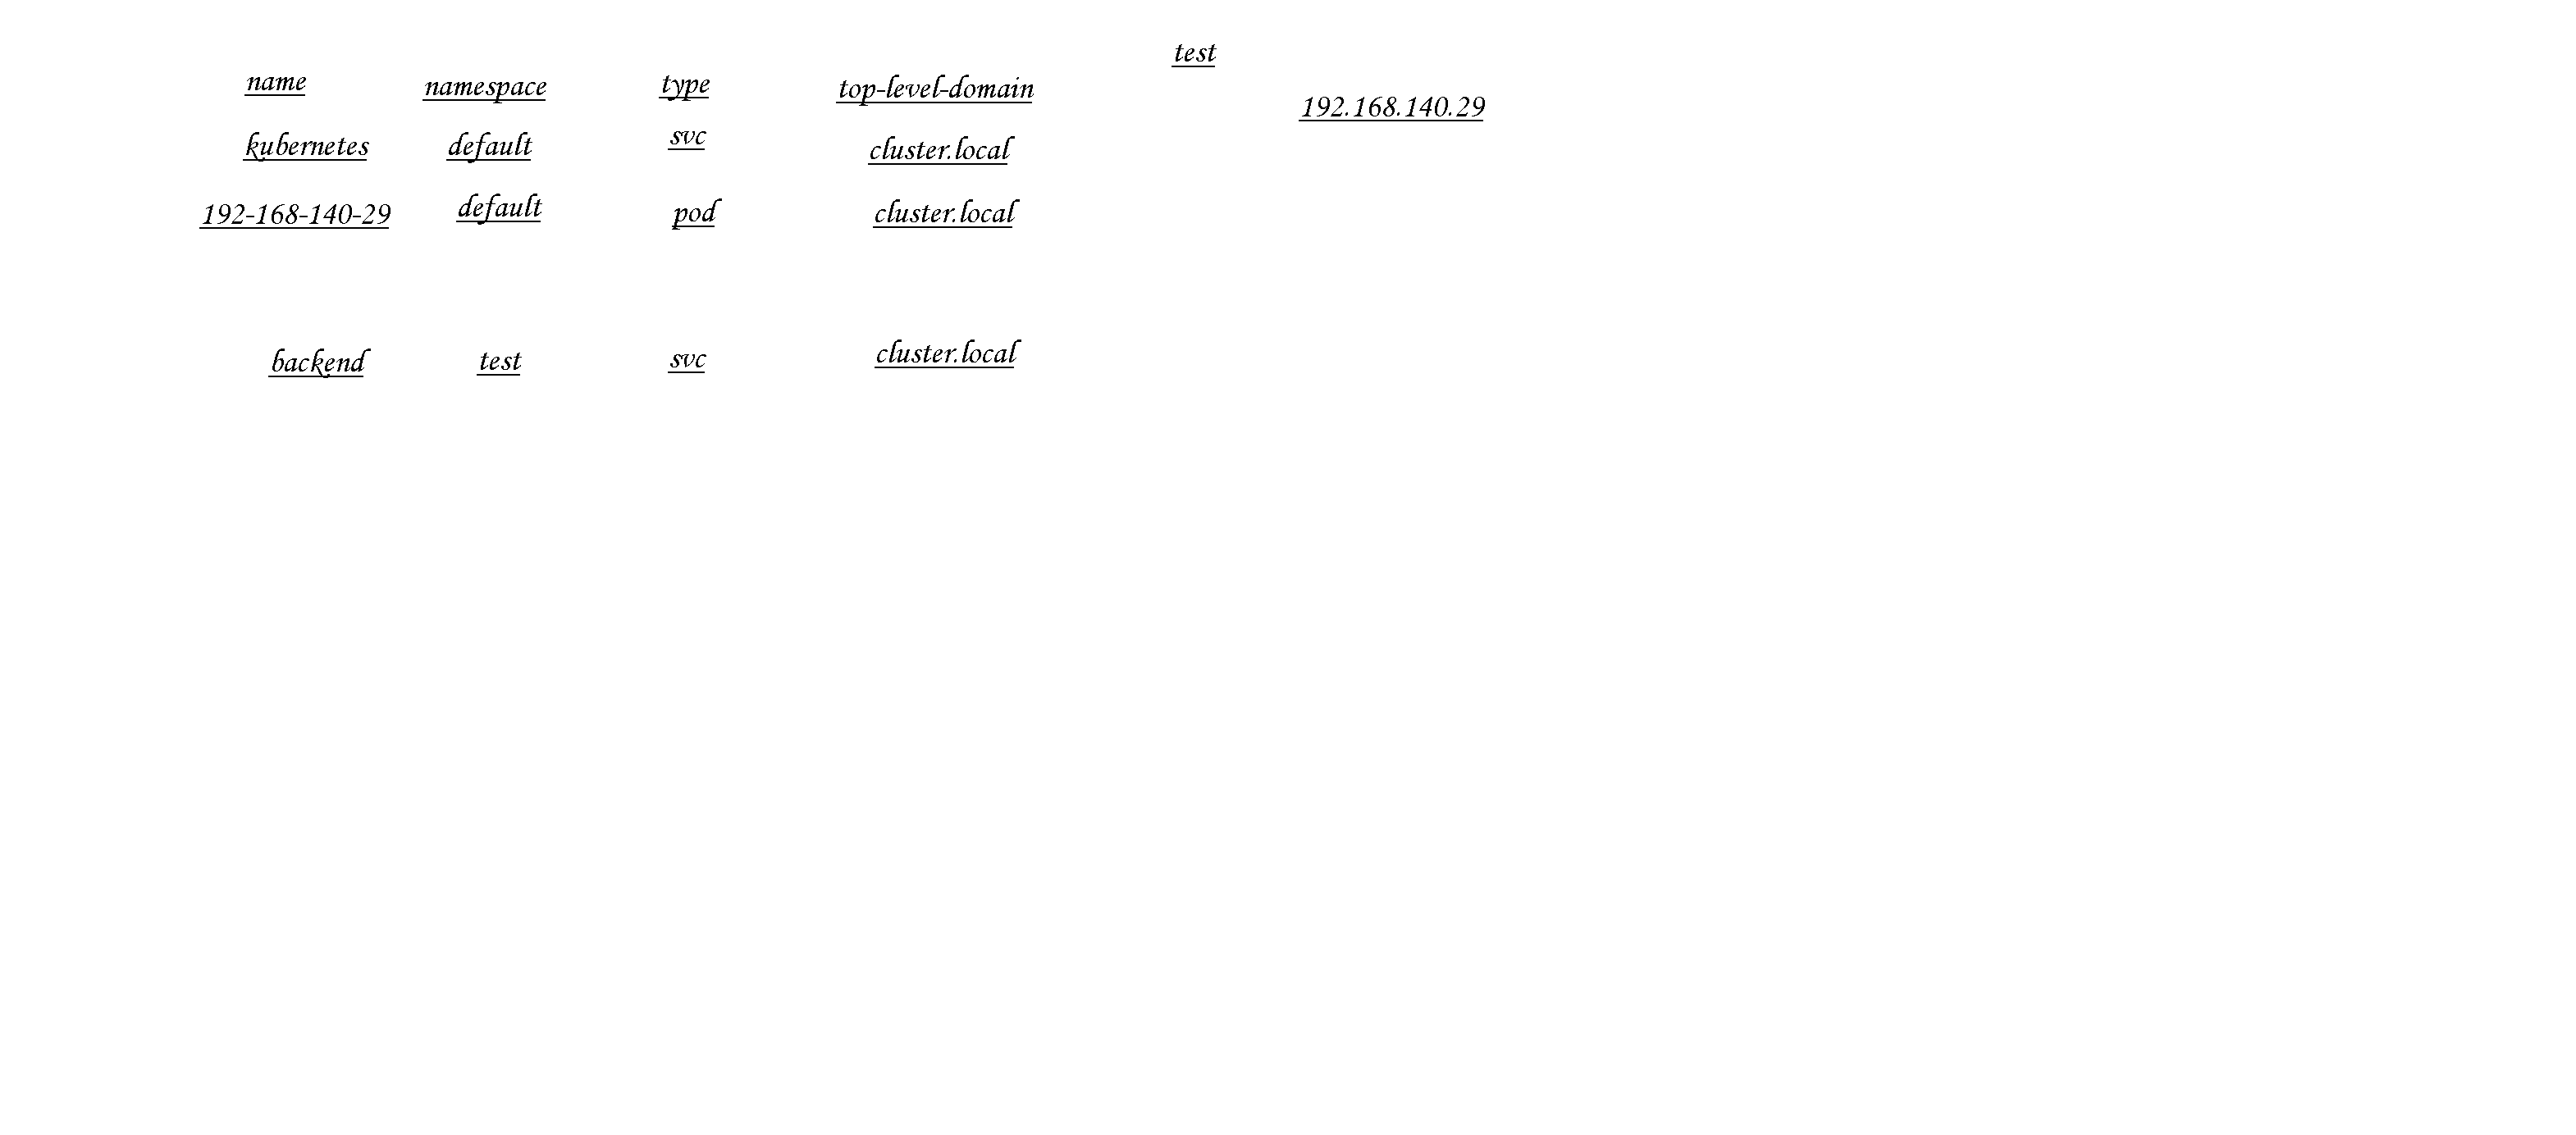 test
name namespace type top-level-domain
192.168.140.29
kubernetes default svc cluster.local
192-168-140-29 default pod cluster.local
backend test svc cluster.local